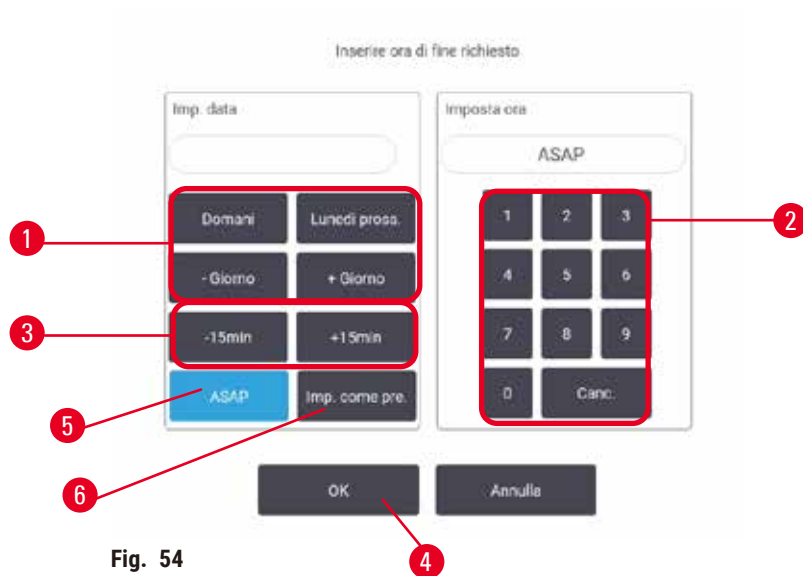 Inserire ora di fine richiesto
Imp. data
Imposta ora
ASAP
Domani
Lunedì pross.
- Giorno
+ Giorno
-15min
+15min
ASAP
Imp. come pre.
1 2 3
4 5 6
7 8 9
0 Canc.
OK
Annulla
1
2
3
4
5
6
Fig. 54